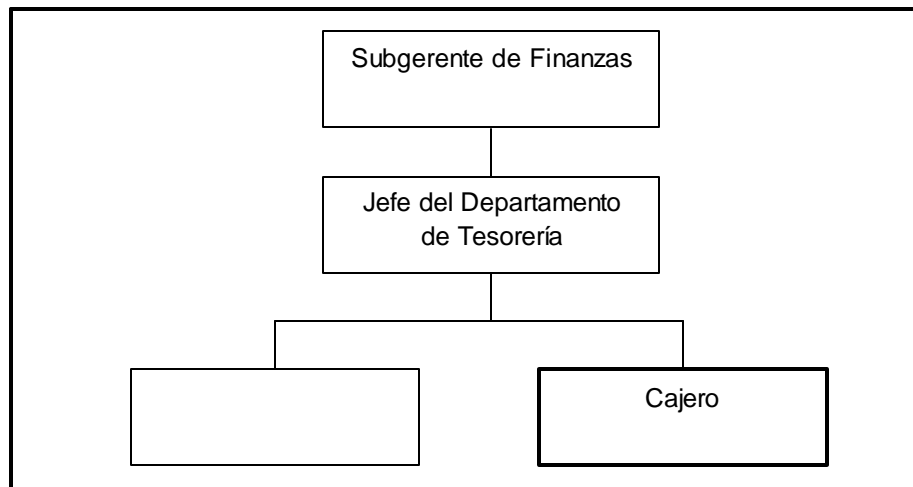 Subgerente de Finanzas
Jefe del Departamento
de Tesorería
Cajero